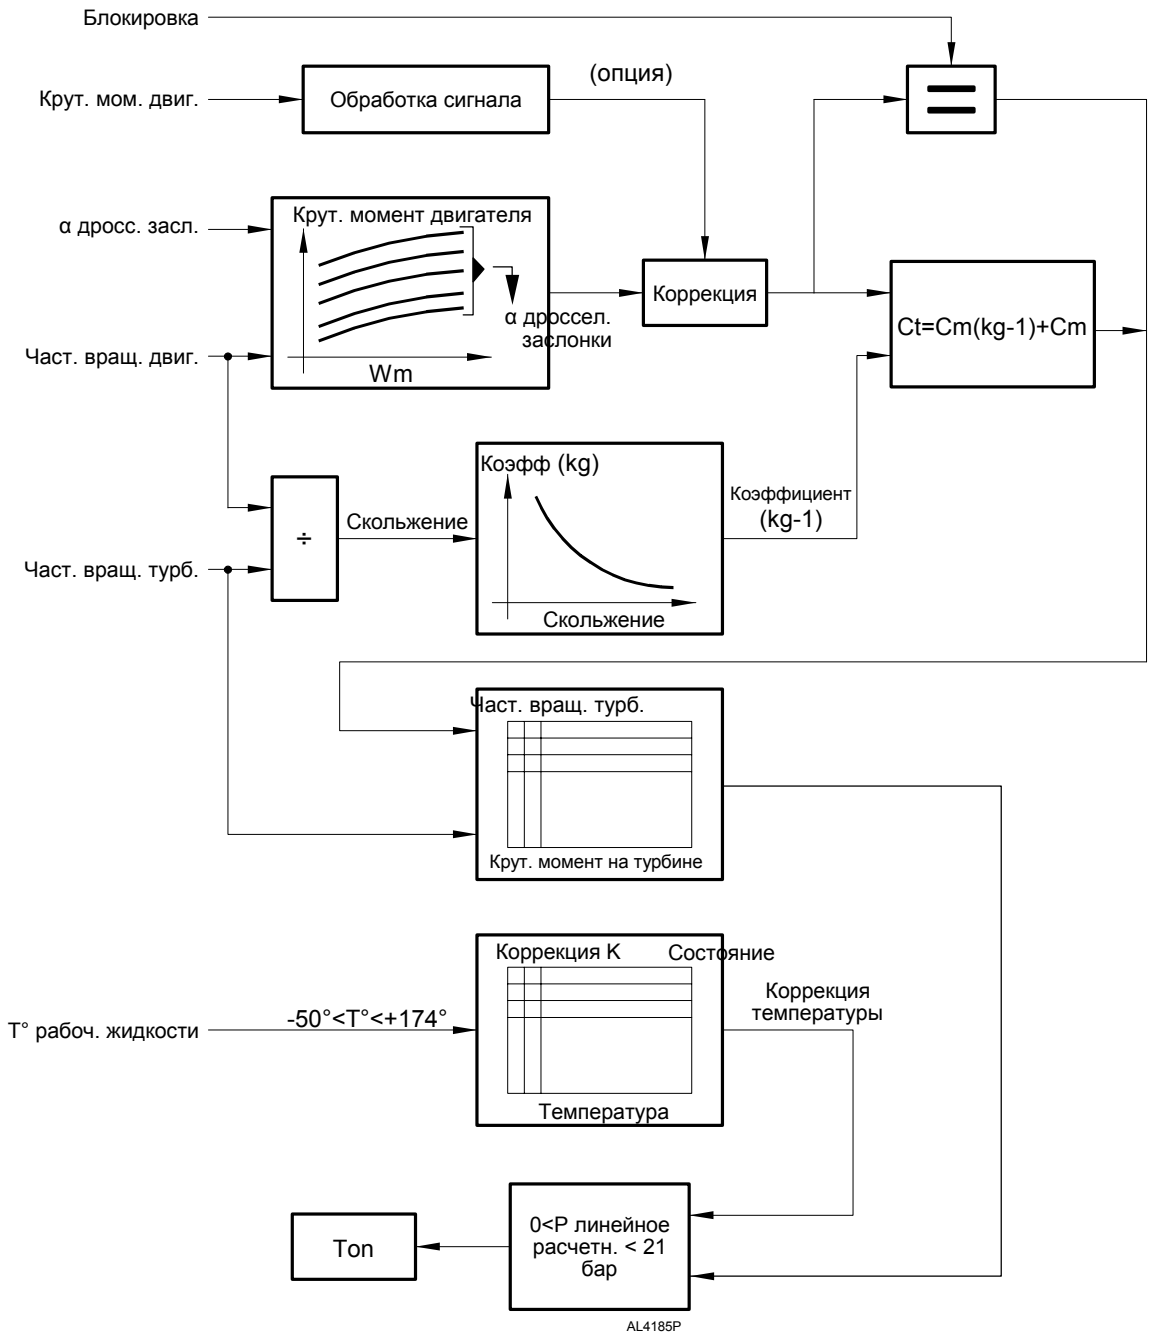 Блокировка
(опция)
Крут. мом. двиг.
Обработка сигнала
Крут. момент двигателя
α дросс. засл.
Коррекция
α дроссел.
заслонки
Ct=Cm(kg-1)+Cm
Част. вращ. двиг.
Wm
Коэфф (kg)
Коэффициент
(kg-1)
Скольжение
÷
Част. вращ. турб.
Скольжение
Част. вращ. турб.
Крут. момент на турбине
Коррекция K
Состояние
Коррекция
температуры
T° рабоч. жидкости
-50°<T°<+174°
Температура
0<P линейное
расчетн. < 21
бар
Ton
AL4185P